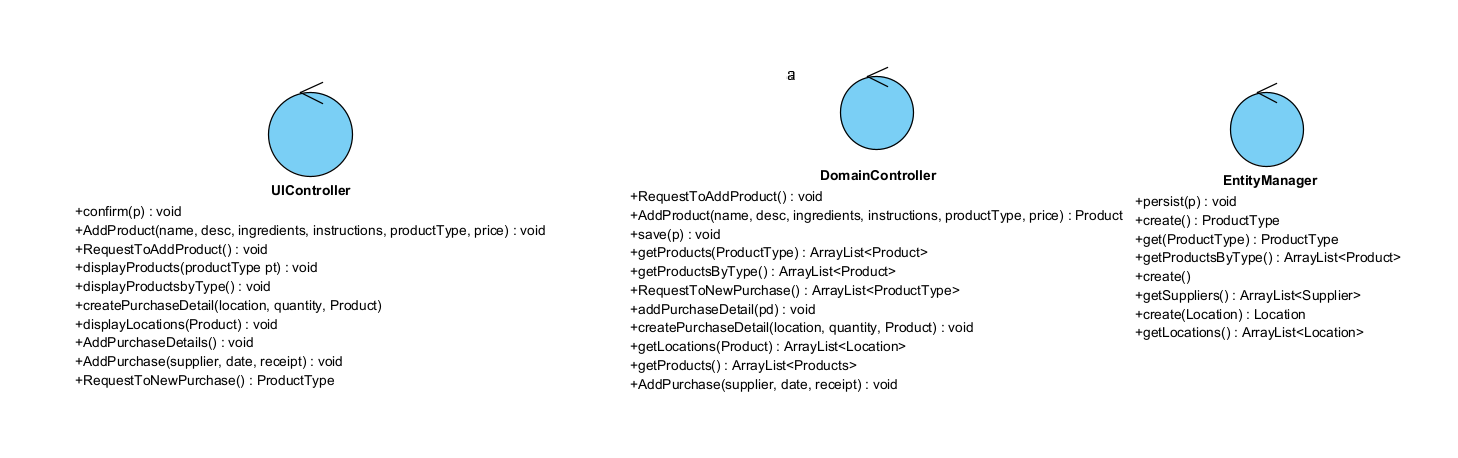 a
UIController
+confirm(p) : void
+AddProduct(name, desc, ingredients, instructions, productType, price) : void
+RequestToAddProduct() : void
+displayProducts(productType pt) : void
+displayProductsbyType() : void
+createPurchaseDetail(location, quantity, Product)
+displayLocations(Product) : void
+AddPurchaseDetails() : void
+AddPurchase(supplier, date, receipt) : void
+RequestToNewPurchase() : ProductType
DomainController
+RequestToAddProduct() : void
+AddProduct(name, desc, ingredients, instructions, productType, price) : Product
+save(p) : void
+getProducts(ProductType) : ArrayList<Product>
+getProductsByType() : ArrayList<Product>
+RequestToNewPurchase() : ArrayList<ProductType>
+addPurchaseDetail(pd) : void
+createPurchaseDetail(location, quantity, Product) : void
+getLocations(Product) : ArrayList<Location>
+getProducts() : ArrayList<Products>
+AddPurchase(supplier, date, receipt) : void
EntityManager
+persist(p) : void
+create() : ProductType
+get(ProductType) : ProductType
+getProductsByType() : ArrayList<Product>
+create()
+getSuppliers() : ArrayList<Supplier>
+create(Location) : Location
+getLocations() : ArrayList<Location>